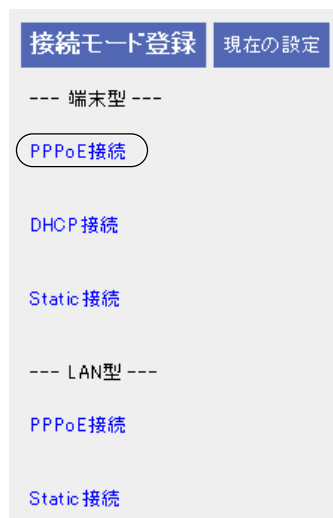 接続モード登録 現在の設定
--- 端末型 ---
PPPoE接続
DHCP接続
Static接続
--- LAN型 ---
PPPoE接続
Static接続